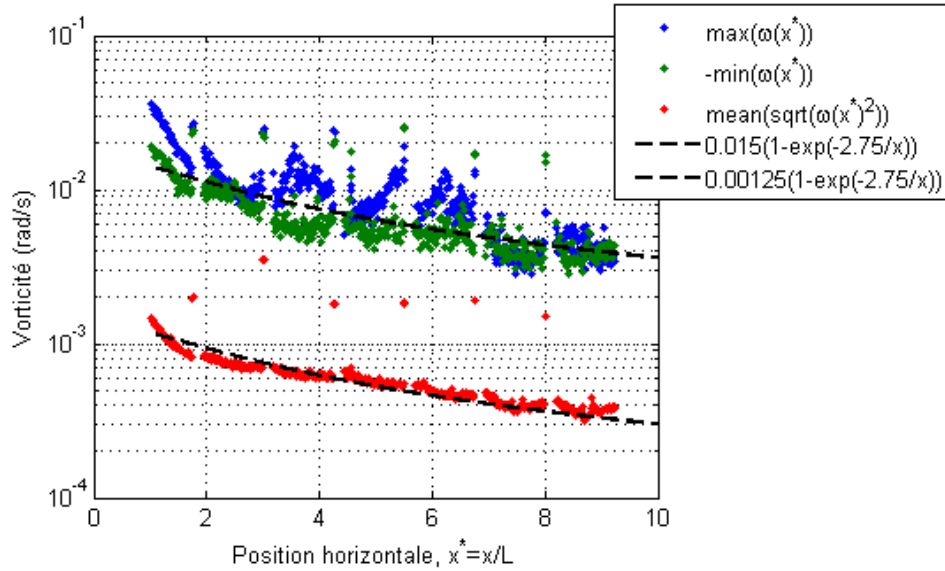 10^-1
10^-2
10^-3
10^-4
Vorticité (rad/s)
0 2 4 6 8 10
Position horizontale, x*=x/L
max(ω(x*))
-min(ω(x*))
mean(sqrt(ω(x*)^2))
0.015(1-exp(-2.75/x))
0.00125(1-exp(-2.75/x))